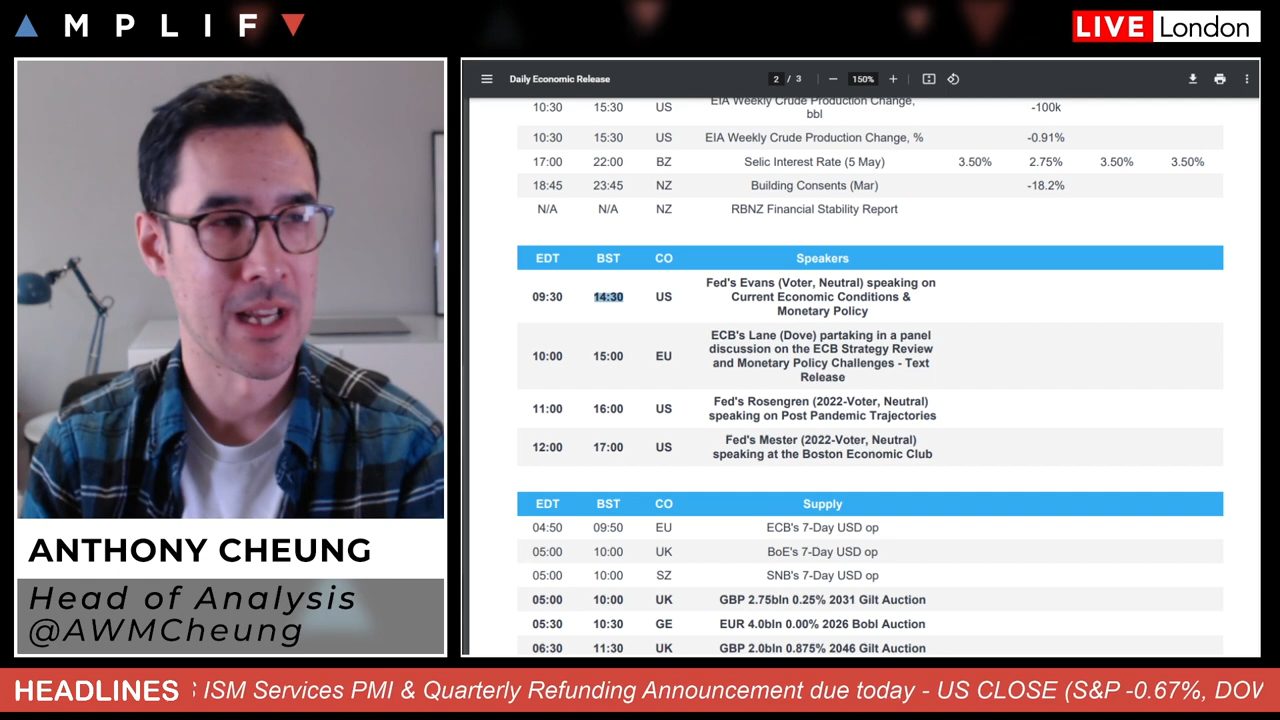 MPLIF
LIVE London
Daily Economic Release
2 / 3
150%
10:30 15:30 US EIA Weekly Crude Production Change, -100k
bbl
10:30 15:30 US EIA Weekly Crude Production Change, % -0.91%
17:00 22:00 BZ Selic Interest Rate (5 May) 3.50% 2.75% 3.50% 3.50%
18:45 23:45 NZ Building Consents (Mar) -18.2%
N/A N/A NZ RBNZ Financial Stability Report
EDT BST CO Speakers
Fed's Evans (Voter, Neutral) speaking on
09:30 14:30 US Current Economic Conditions &
Monetary Policy
ECB's Lane (Dove) partaking in a panel
discussion on the ECB Strategy Review
10:00 15:00 EU and Monetary Policy Challenges - Text
Release
11:00 16:00 US Fed's Rosengren (2022-Voter, Neutral)
speaking on Post Pandemic Trajectories
12:00 17:00 US Fed's Mester (2022-Voter, Neutral)
speaking at the Boston Economic Club
EDT BST CO Supply
04:50 09:50 EU ECB's 7-Day USD op
05:00 10:00 UK BoE's 7-Day USD op
05:00 10:00 SZ SNB's 7-Day USD op
05:00 10:00 UK GBP 2.75bln 0.25% 2031 Gilt Auction
05:30 10:30 GE EUR 4.0bln 0.00% 2026 Bobl Auction
06:30 11:30 UK GBP 2.0bln 0.875% 2046 Gilt Auction
ANTHONY CHEUNG
Head of Analysis
@AWMCheung
HEADLINES ISM Services PMI & Quarterly Refunding Announcement due today - US CLOSE (S&P -0.67%, DOW